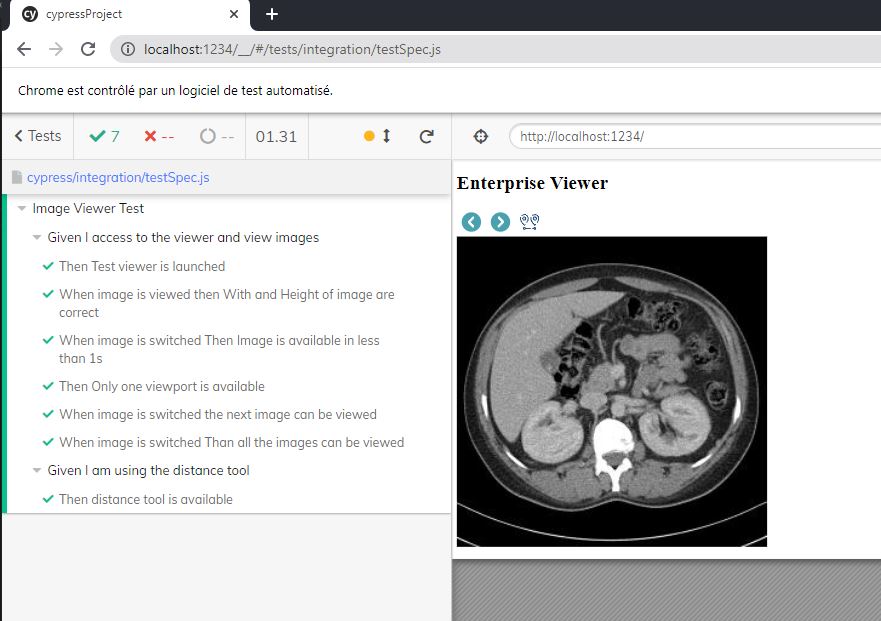 cypressProject
localhost:1234/__/#/tests/integration/testSpec.js
Chrome est contrôlé par un logiciel de test automatisé.
Tests 7 -- -- 01.31
http://localhost:1234/
cypress/integration/testSpec.js
Image Viewer Test
Given I access to the viewer and view images
Then Test viewer is launched
When image is viewed then With and Height of image are
correct
When image is switched Then Image is available in less
than 1s
Then Only one viewport is available
When image is switched the next image can be viewed
When image is switched Than all the images can be viewed
Given I am using the distance tool
Then distance tool is available
Enterprise Viewer